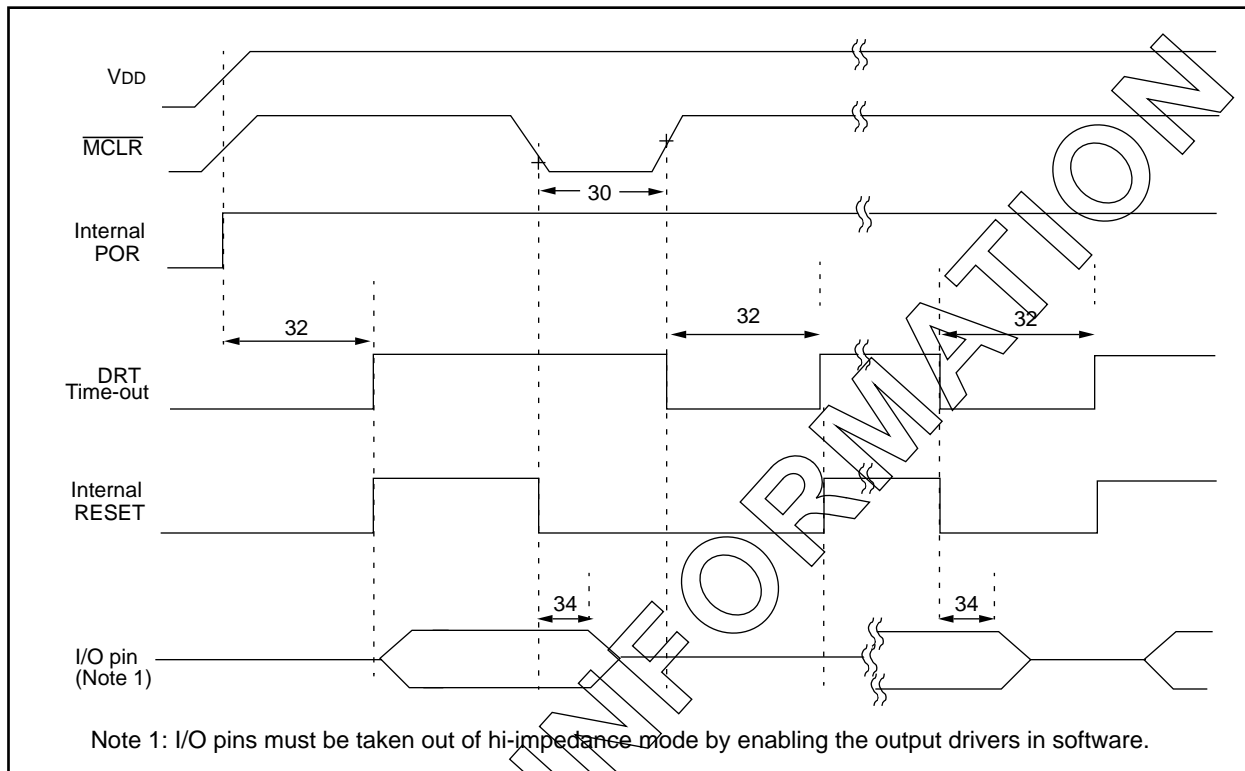 VDD
MCLR
30
Internal
POR
32
32
32
DRT
Time-out
Internal
RESET
34
34
I/O pin
(Note 1)
Note 1: I/O pins must be taken out of hi-impedance mode by enabling the output drivers in software.
INFORMATION